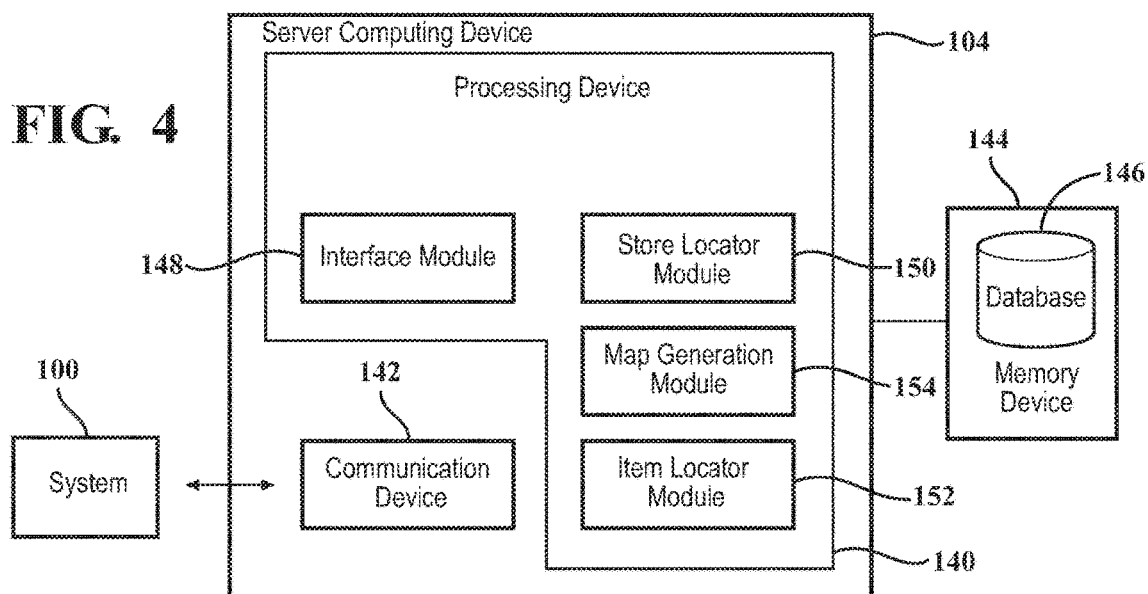 Server Computing Device
104
Processing Device
FIG. 4
144
146
148
Interface Module
Store Locator
Module
150
Database
100
142
Map Generation
Module
154
Memory
Device
System
Communication
Device
Item Locator
Module
152
140